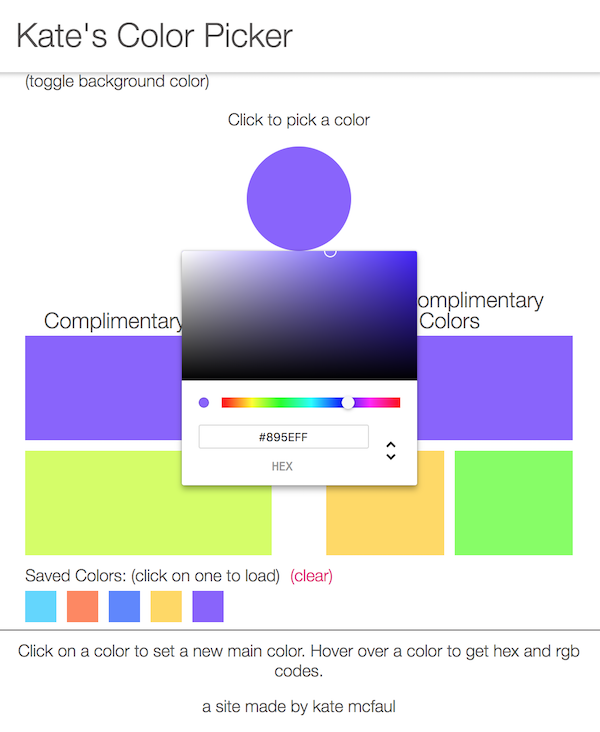 Kate's Color Picker
(toggle background color)
Click to pick a color
Complimentary
omplimentary
Colors
#895EFF
HEX
Saved Colors: (click on one to load) (clear)
Click on a color to set a new main color. Hover over a color to get hex and rgb
codes.
a site made by kate mcfaul